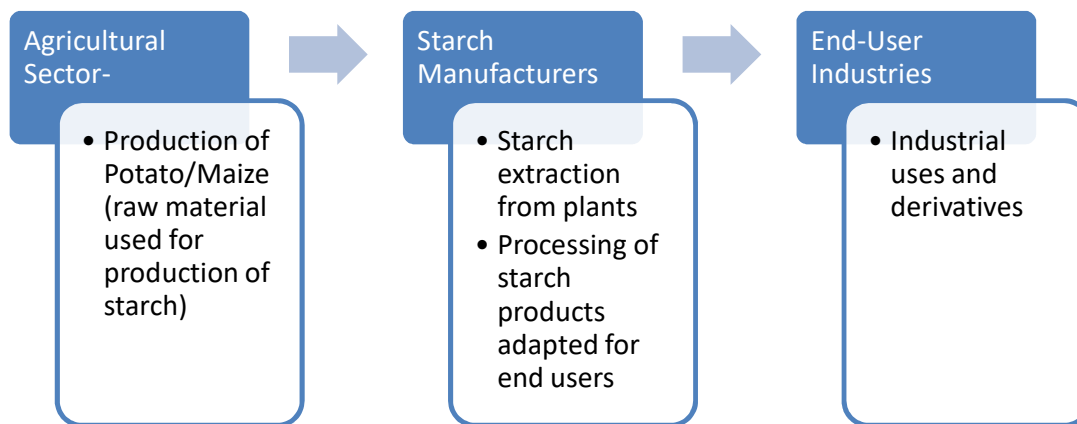 Agricultural
Sector-
• Production of
Potato/Maize
(raw material
used for
production of
starch)
Starch
Manufacturers
• Starch
extraction
from plants
• Processing of
starch
products
adapted for
end users
End-User
Industries
• Industrial
uses and
derivatives